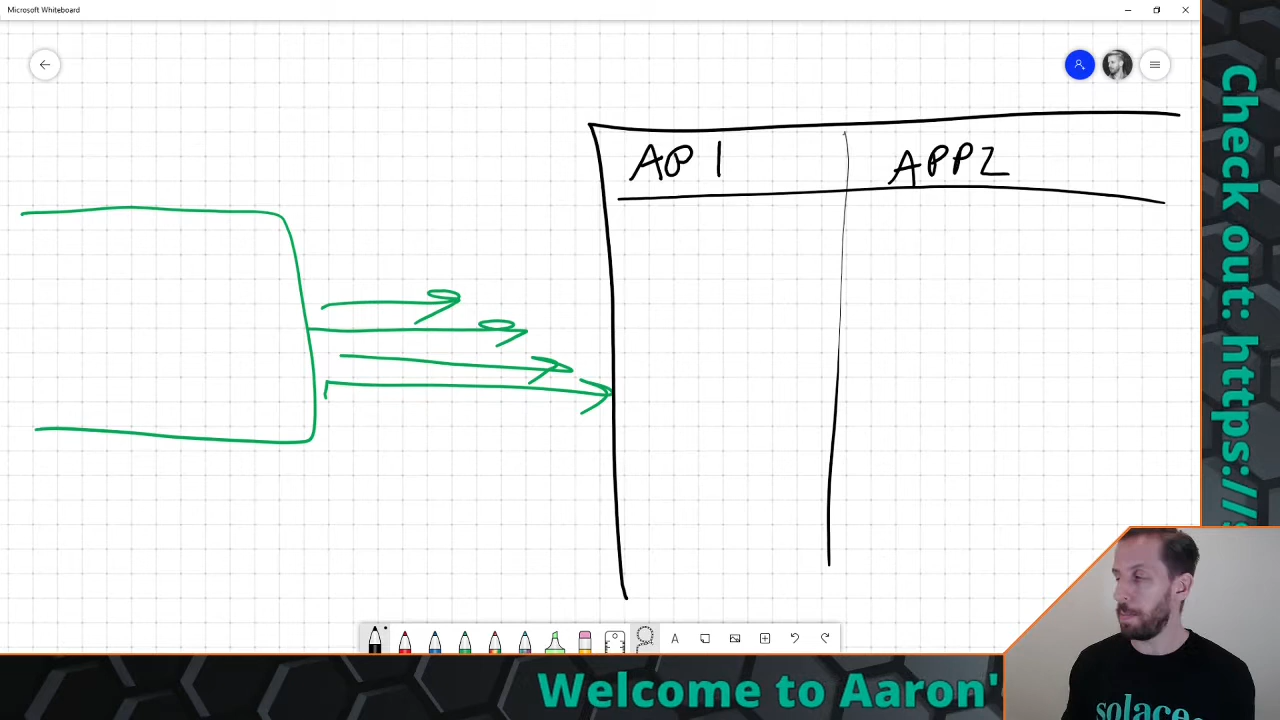 Microsoft Whiteboard
AP 1
APP2
A
Check out: https://s
Welcome to Aaron'
solace